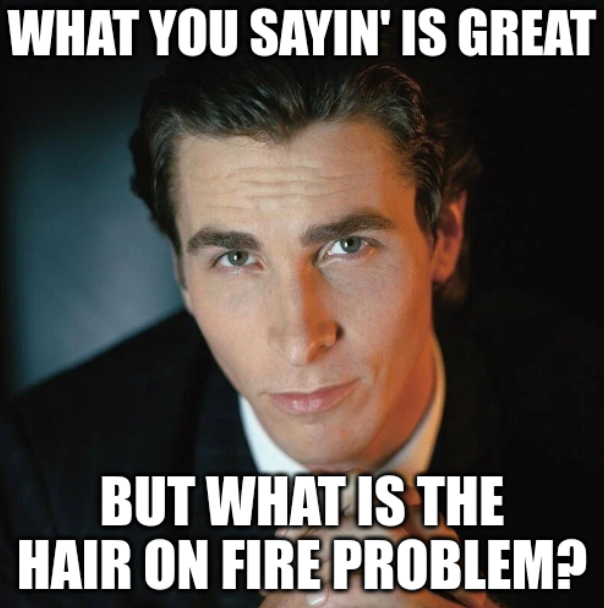 WHAT YOU SAYIN' IS GREAT
BUT WHAT IS THE
HAIR ON FIRE PROBLEM?